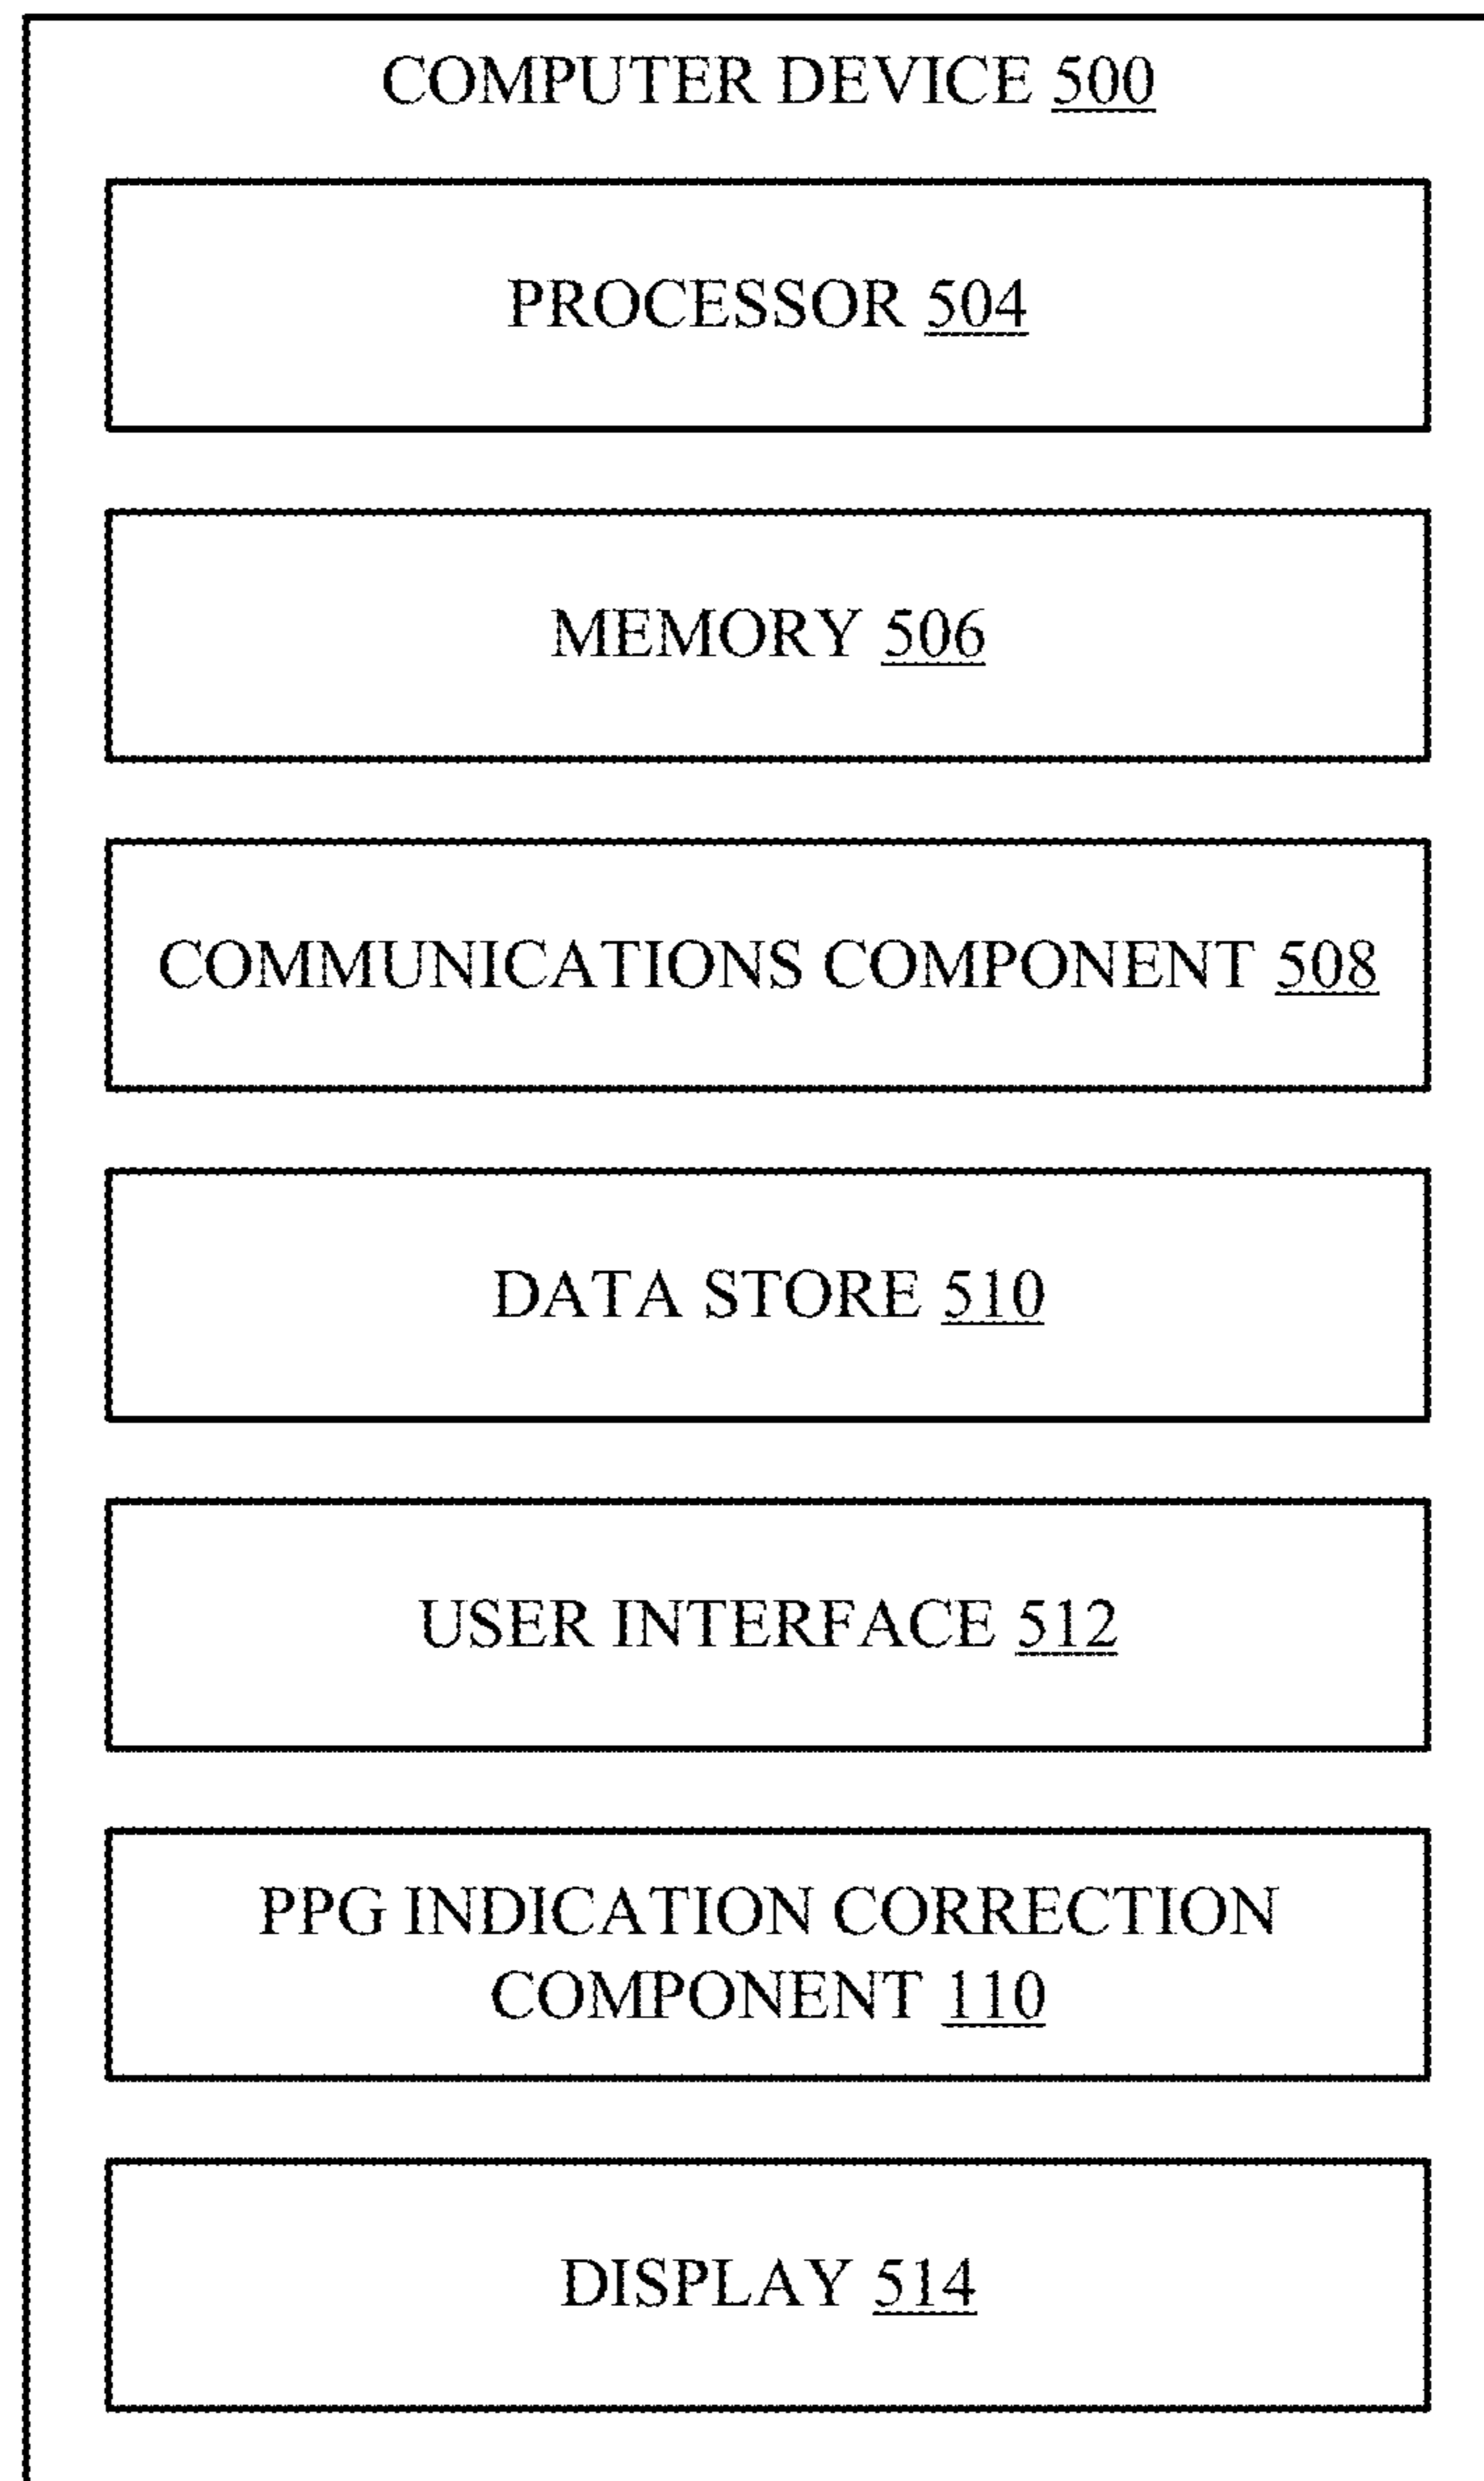 COMPUTER DEVICE 500
PROCESSOR 504
MEMORY 506
COMMUNICATIONS COMPONENT 508
DATA STORE 510
USER INTERFACE 512
PPG INDICATION CORRECTION
COMPONENT 110
DISPLAY 514